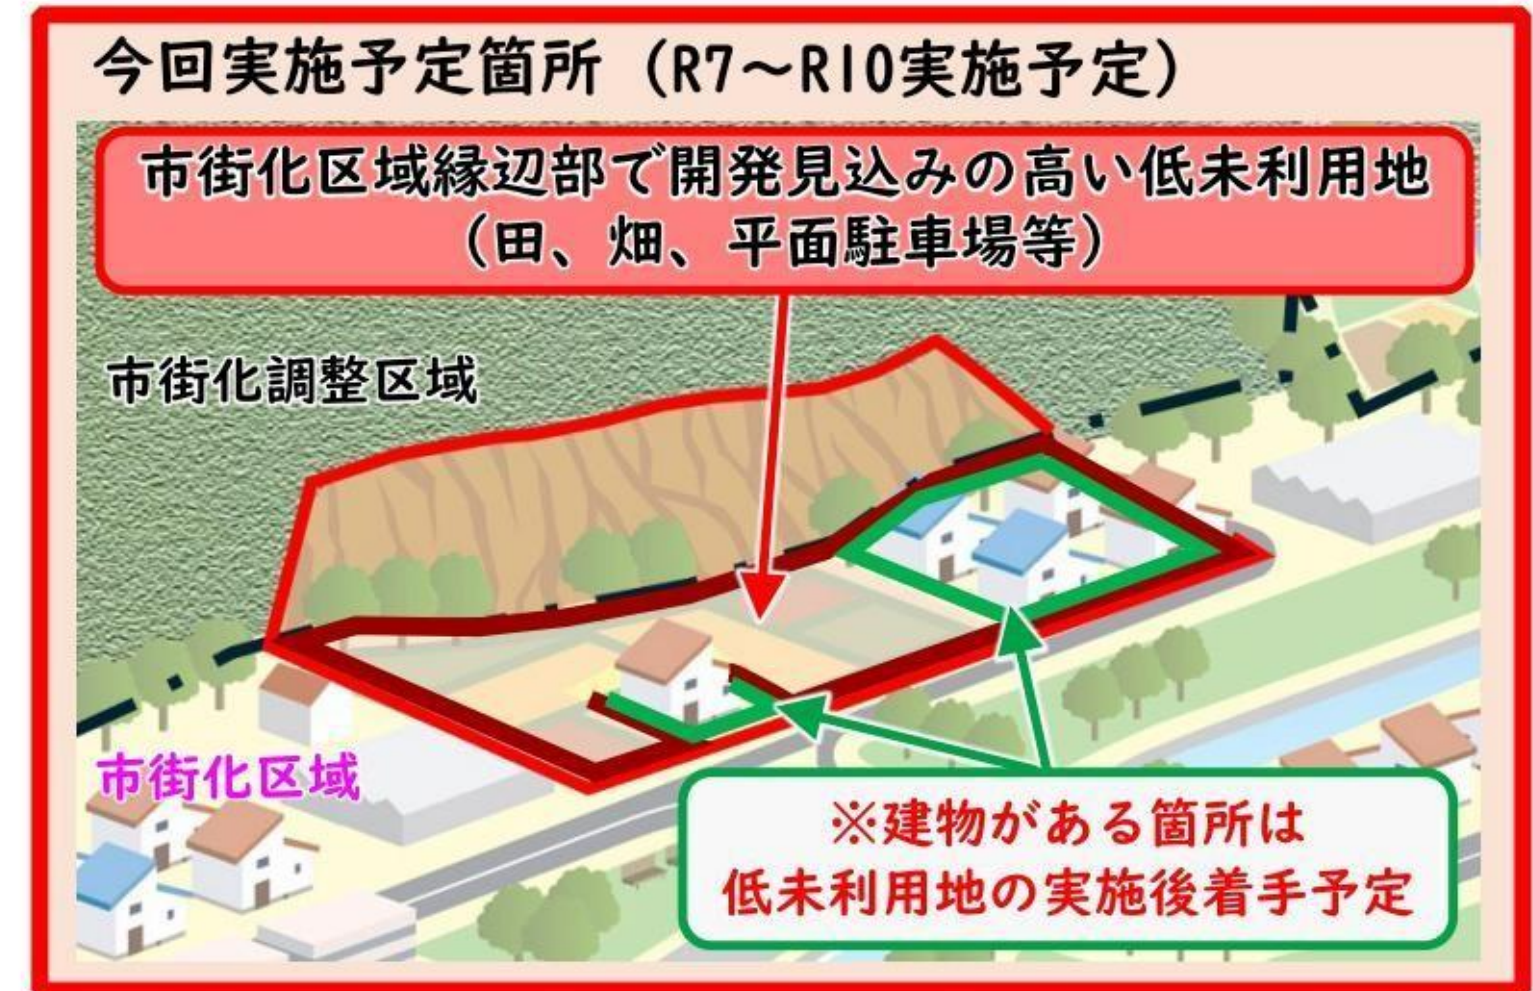 今回実施予定箇所（R7～R10実施予定）
市街化区域縁辺部で開発見込みの高い低未利用地
（田、畑、平面駐車場等）
市街化調整区域
市街化区域
※建物がある箇所は
低未利用地の実施後着手予定